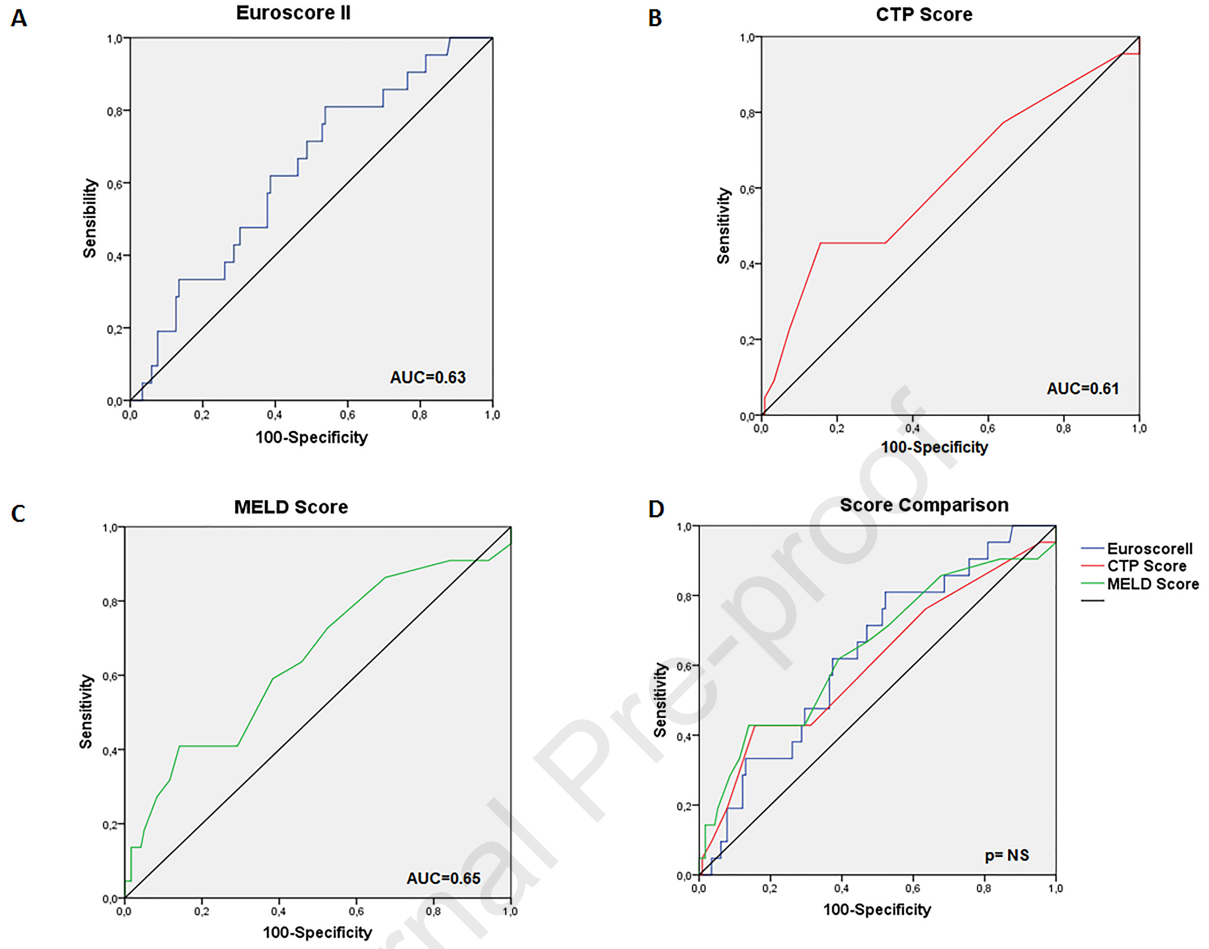 A
Euroscore II
1,0
0,8
0,6
0,4
0,2
0,0
Sensibility
AUC=0.63
0,0 0,2 0,4 0,6 0,8 1,0
100-Specificity
B
CTP Score
1,0
0,8
0,6
0,4
0,2
0,0
Sensitivity
AUC=0.61
0,0 0,2 0,4 0,6 0,8 1,0
100-Specificity
C
MELD Score
1,0
0,8
0,6
0,4
0,2
0,0
Sensitivity
AUC=0.65
0,0 0,2 0,4 0,6 0,8 1,0
100-Specificity
D
Score Comparison
1,0
0,8
0,6
0,4
0,2
0,0
Sensitivity
EuroscoreII
CTP Score
MELD Score
p= NS
0,0 0,2 0,4 0,6 0,8 1,0
100-Specificity
rnal Pre-proof